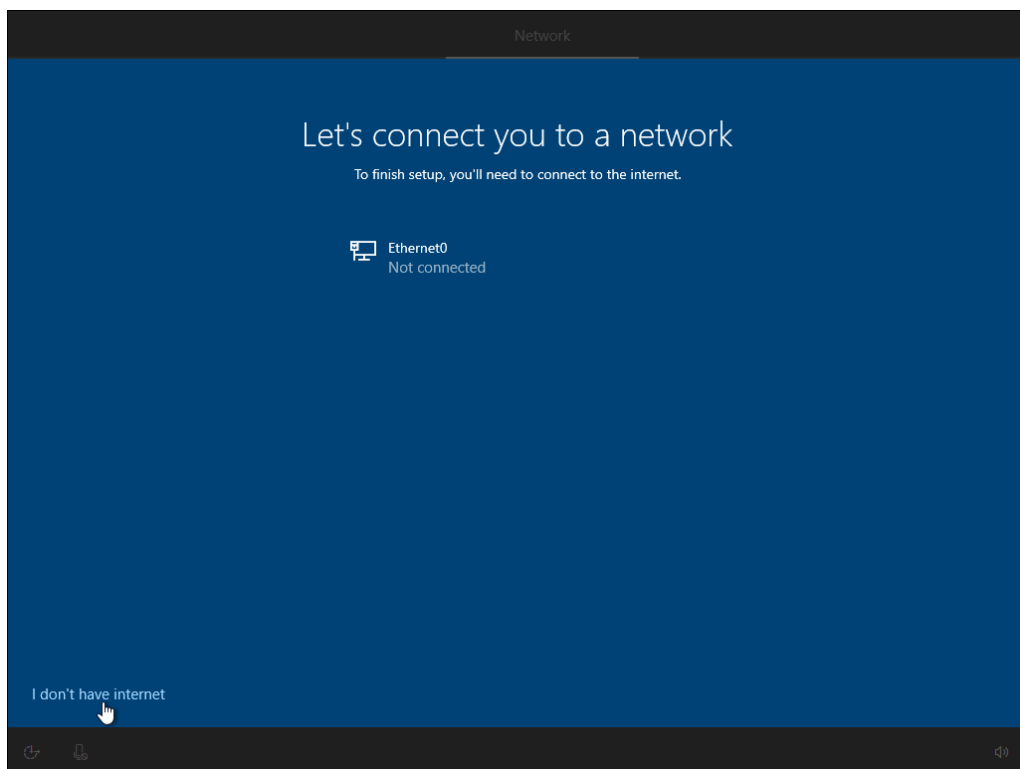 Network
Let's connect you to a network
To finish setup, you'll need to connect to the internet.
Ethernet0
Not connected
I don't have internet